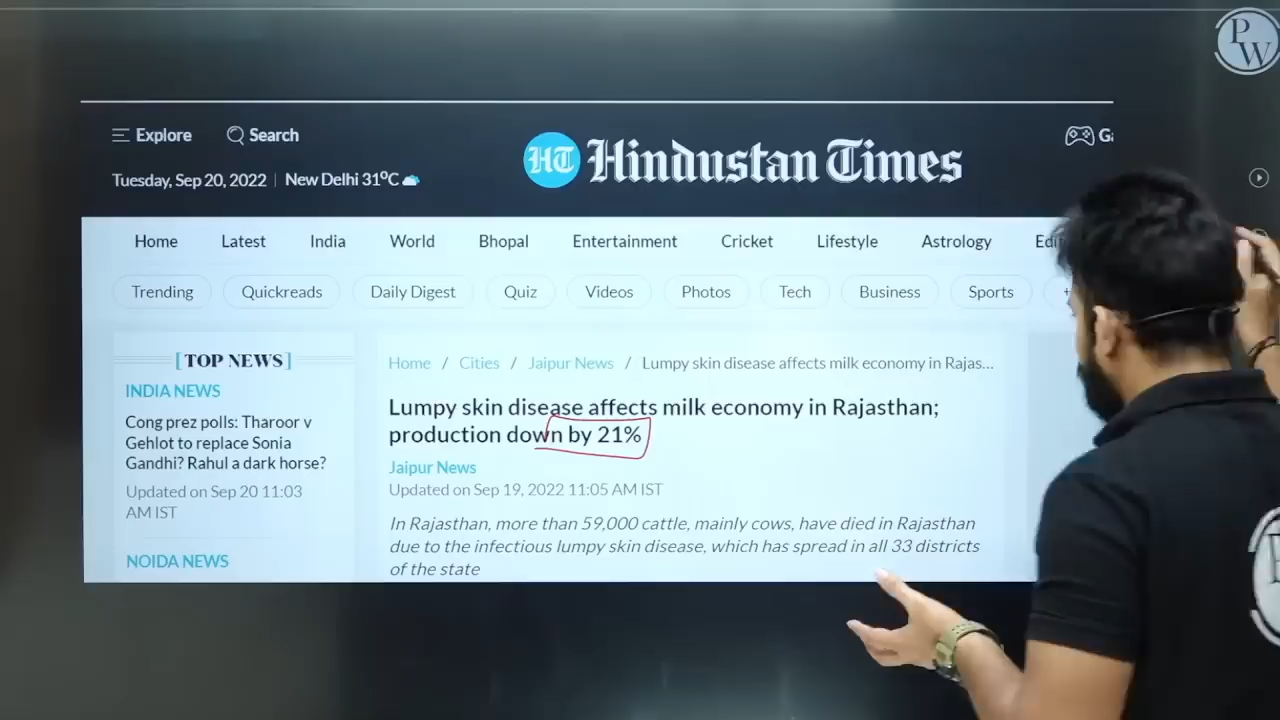 PW
Explore Search
Tuesday, Sep 20, 2022 | New Delhi 31°C
HT Hindustan Times
Home Latest India World Bhopal Entertainment Cricket Lifestyle Astrology
Trending Quickreads Daily Digest Quiz Videos Photos Tech Business Sports
[TOP NEWS]
INDIA NEWS
Cong prez polls: Tharoor v
Gehlot to replace Sonia
Gandhi? Rahul a dark horse?
Updated on Sep 20 11:03
AM IST
NOIDA NEWS
Home / Cities / Jaipur News / Lumpy skin disease affects milk economy in Rajas...
Lumpy skin disease affects milk economy in Rajasthan;
production down by 21%
Jaipur News
Updated on Sep 19, 2022 11:05 AM IST
In Rajasthan, more than 59,000 cattle, mainly cows, have died in Rajasthan
due to the infectious lumpy skin disease, which has spread in all 33 districts
of the state